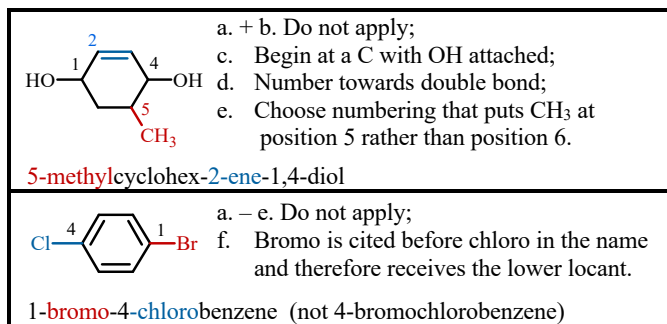 a. + b. Do not apply;
c. Begin at a C with OH attached;
d. Number towards double bond;
e. Choose numbering that puts CH3 at
position 5 rather than position 6.
2
1 4
HO OH
5
CH3
5-methylcyclohex-2-ene-1,4-diol
a. – e. Do not apply;
f. Bromo is cited before chloro in the name
and therefore receives the lower locant.
4 1
Cl Br
1-bromo-4-chlorobenzene (not 4-bromochlorobenzene)